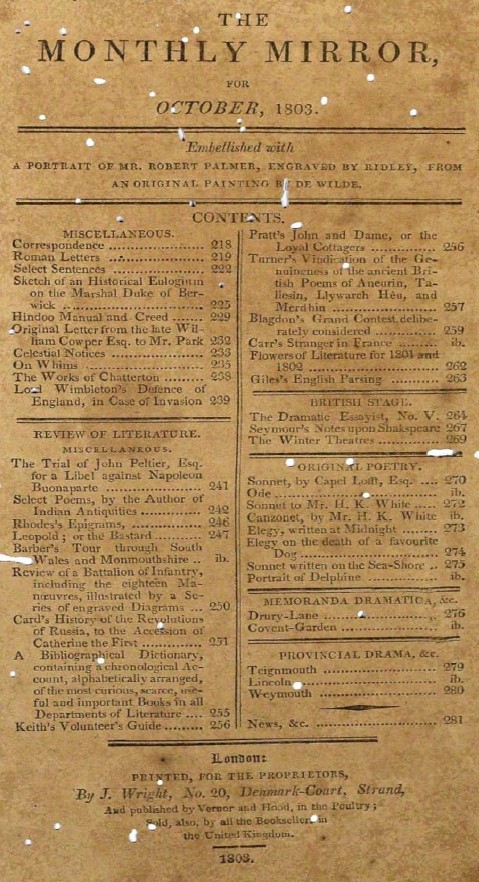 THE
MONTHLY MIRROR,
FOR
OCTOBER, 1803.
Embellished with
A PORTRAIT OF MR. ROBERT PALMER, ENGRAVED BY RIDLEY, FROM
AN ORIGINAL PAINTING BY DE WILDE.
CONTENTS.
MISCELLANEOUS.
Correspondence ................ 218
Roman Letters ................ 219
Select Sentences ................ 222
Sketch of an Historical Eulogium
on the Marshal Duke of Ber-
wick ................ 225
Hindoo Manual and Creed ........ 229
Original Letter from the late Wil-
liam Cowper Esq. to Mr. Park 232
Celestial Notices ................ 233
On Whims ................ 235
The Works of Chatterton ........ 238
Lord Wimbleton's Defence of
England, in Case of Invasion 239
REVIEW OF LITERATURE.
MISCELLANEOUS.
The Trial of John Peltier, Esq.
for a Libel against Napoleon
Buonaparte ................ 241
Select Poems, by the Author of
Indian Antiquities ............ 242
Rhodes's Epigrams, ............ 246
Leopold; or the Bastard ........ 247
Barber's Tour through South
Wales and Monmouthshire .. ib.
Review of a Battalion of Infantry,
including the eighteen Ma-
nœuvres, illustrated by a Se-
ries of engraved Diagrams ... 250
Card's History of the Revolutions
of Russia, to the Accession of
Catherine the First ............ 251
A Bibliographical Dictionary,
containing a chronological Ac-
count, alphabetically arranged,
of the most curious, scarce, use-
ful and important Books in all
Departments of Literature .... 255
Keith's Volunteer's Guide ........ 256
Pratt's John and Dame, or the
Loyal Cottagers ............ 256
Turner's Vindication of the Ge-
nuineness of the ancient Bri-
tish Poems of Aneurin, Ta-
liesin, Llywarch Hên, and
Merdhin ................ 257
Blagdon's Grand Contest delibe-
rately considered ............ 259
Carr's Stranger in France ........ ib.
Flowers of Literature for 1801 and
1802 ................ 262
Giles's English Parsing ........ 263
BRITISH STAGE.
The Dramatic Essayist, No. V. 264
Seymour's Notes upon Shakspeare 267
The Winter Theatres ............ 269
ORIGINAL POETRY.
Sonnet, by Capel Lofft, Esq. .... 270
Ode ................ ib.
Sonnet to Mr. H. K. White ..... 272
Canzonet, by Mr. H. K. White ib.
Elegy, written at Midnight .... 273
Elegy on the death of a favourite
Dog ................ 274
Sonnet written on the Sea-Shore .. 275
Portrait of Delphine ............ ib.
MEMORANDA DRAMATICA, &c.
Drury-Lane ................ 276
Covent-Garden ................ ib.
PROVINCIAL DRAMA, &c.
Teignmouth ................ 279
Lincoln ................ ib.
Weymouth ................ 280
News, &c. ................ 281
London:
PRINTED, FOR THE PROPRIETORS,
By J. Wright, No. 20, Denmark-Court, Strand,
And published by Vernor and Hood, in the Poultry;
Sold, also, by all the Booksellers in
the United Kingdom.
1803.